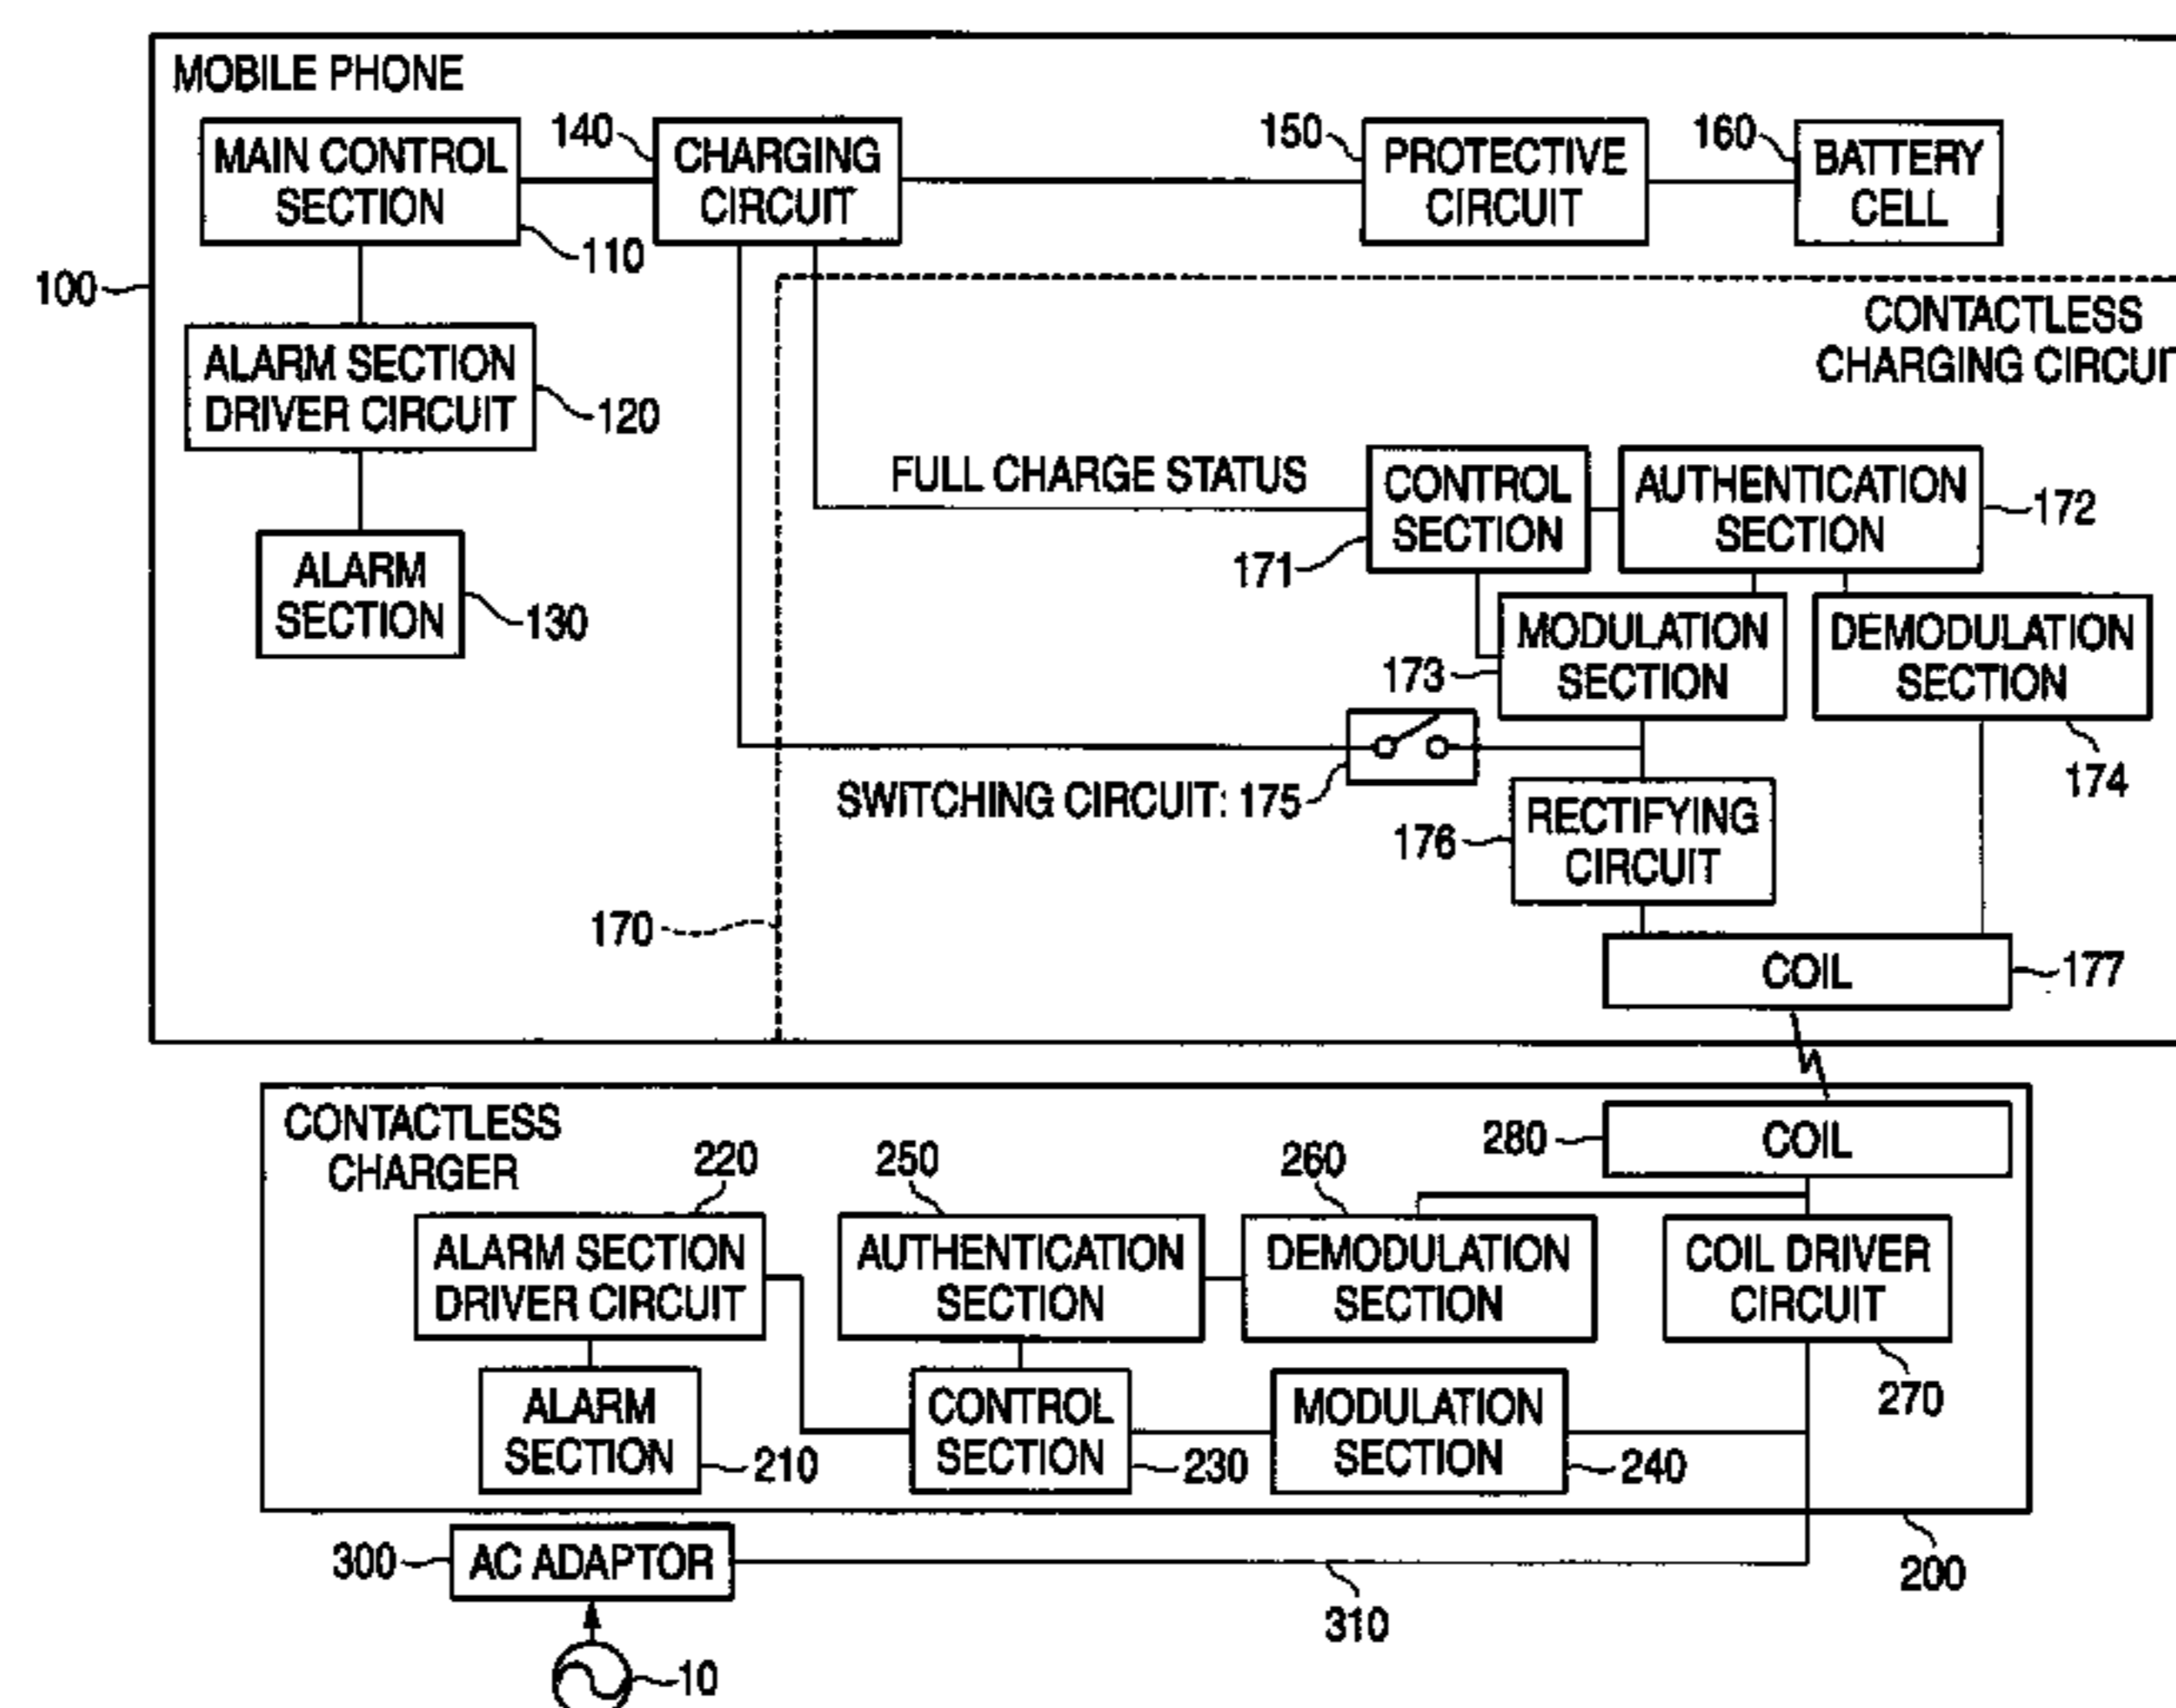 MOBILE PHONE
MAIN CONTROL
SECTION
110
140
CHARGING
CIRCUIT
150
PROTECTIVE
CIRCUIT
160
BATTERY
CELL
100
ALARM SECTION
DRIVER CIRCUIT
120
ALARM
SECTION
130
CONTACTLESS
CHARGING CIRCUIT
FULL CHARGE STATUS
CONTROL
SECTION
171
AUTHENTICATION
SECTION
172
MODULATION
SECTION
173
DEMODULATION
SECTION
174
SWITCHING CIRCUIT: 175
RECTIFYING
CIRCUIT
176
170
COIL
177
CONTACTLESS
CHARGER
280
COIL
220
ALARM SECTION
DRIVER CIRCUIT
250
AUTHENTICATION
SECTION
260
DEMODULATION
SECTION
COIL DRIVER
CIRCUIT
270
ALARM
SECTION
210
CONTROL
SECTION
230
MODULATION
SECTION
240
200
300
AC ADAPTOR
310
10